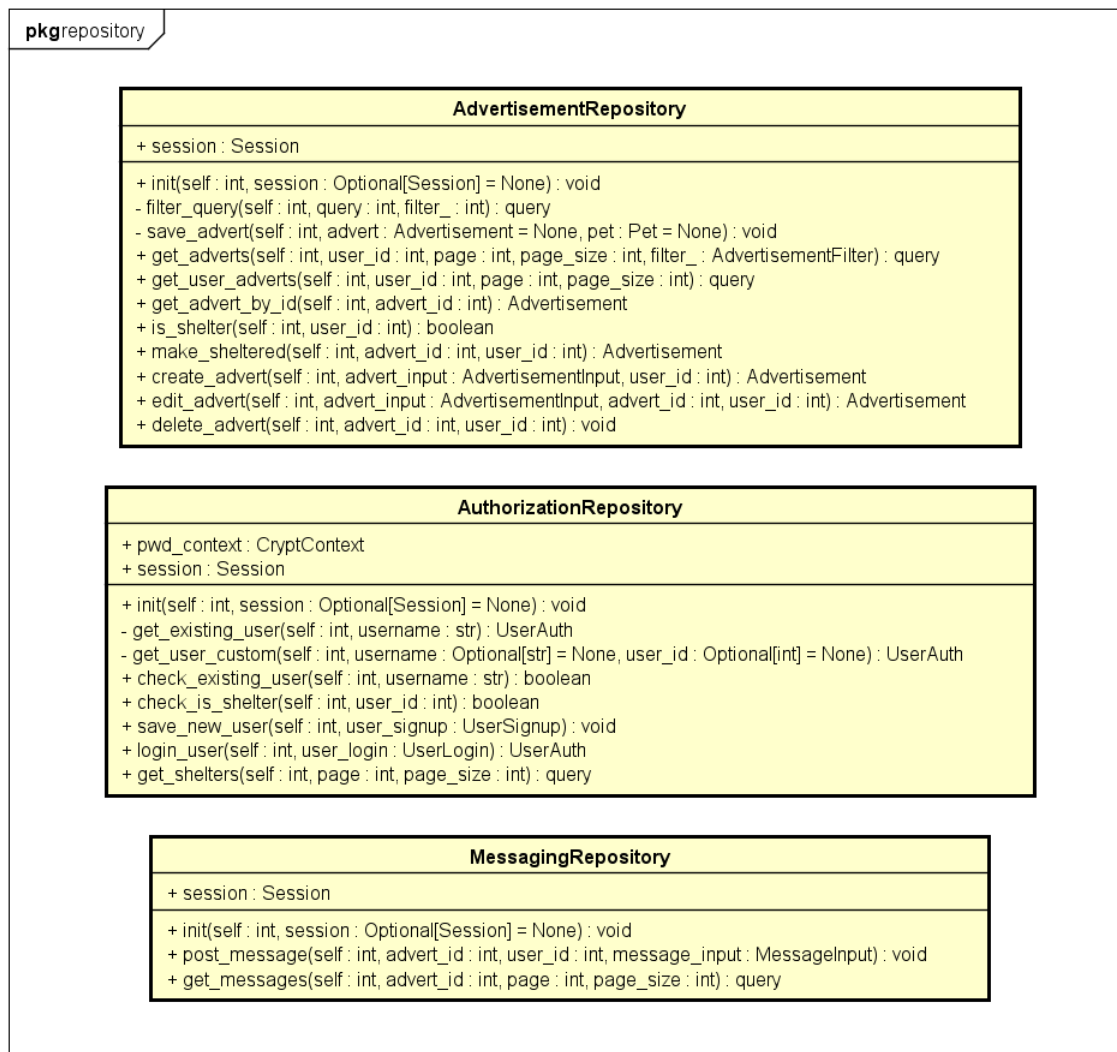 pkg repository
AdvertisementRepository
+ session : Session
+ init(self : int, session : Optional[Session] = None) : void
- filter_query(self : int, query : int, filter_ : int) : query
- save_advert(self : int, advert : Advertisement = None, pet : Pet = None) : void
+ get_adverts(self : int, user_id : int, page : int, page_size : int, filter_ : AdvertisementFilter) : query
+ get_user_adverts(self : int, user_id : int, page : int, page_size : int) : query
+ get_advert_by_id(self : int, advert_id : int) : Advertisement
+ is_shelter(self : int, user_id : int) : boolean
+ make_sheltered(self : int, advert_id : int, user_id : int) : Advertisement
+ create_advert(self : int, advert_input : AdvertisementInput, user_id : int) : Advertisement
+ edit_advert(self : int, advert_input : AdvertisementInput, advert_id : int, user_id : int) : Advertisement
+ delete_advert(self : int, advert_id : int, user_id : int) : void
AuthorizationRepository
+ pwd_context : CryptContext
+ session : Session
+ init(self : int, session : Optional[Session] = None) : void
- get_existing_user(self : int, username : str) : UserAuth
- get_user_custom(self : int, username : Optional[str] = None, user_id : Optional[int] = None) : UserAuth
+ check_existing_user(self : int, username : str) : boolean
+ check_is_shelter(self : int, user_id : int) : boolean
+ save_new_user(self : int, user_signup : UserSignup) : void
+ login_user(self : int, user_login : UserLogin) : UserAuth
+ get_shelters(self : int, page : int, page_size : int) : query
MessagingRepository
+ session : Session
+ init(self : int, session : Optional[Session] = None) : void
+ post_message(self : int, advert_id : int, user_id : int, message_input : MessageInput) : void
+ get_messages(self : int, advert_id : int, page : int, page_size : int) : query